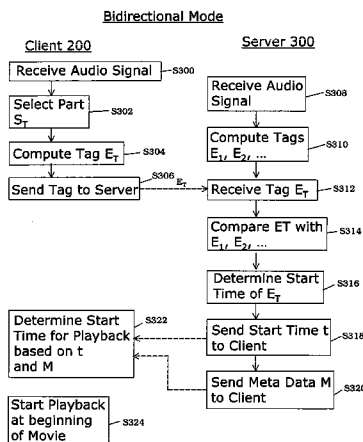 Bidirectional Mode
Client 200
Server 300
Receive Audio Signal
S300
Select Part
S_T
S302
Compute Tag E_T
S304
Send Tag to Server
S306
E_T
Receive Audio
Signal
S308
Compute Tags
E_1, E_2, ...
S310
Receive Tag E_T
S312
Compare ET with
E_1, E_2, ...
S314
Determine Start
Time of E_T
S316
Send Start Time t
to Client
S318
Send Meta Data M
to Client
S320
Determine Start
Time for Playback
based on t
and M
S322
Start Playback
at beginning
of Movie
S324